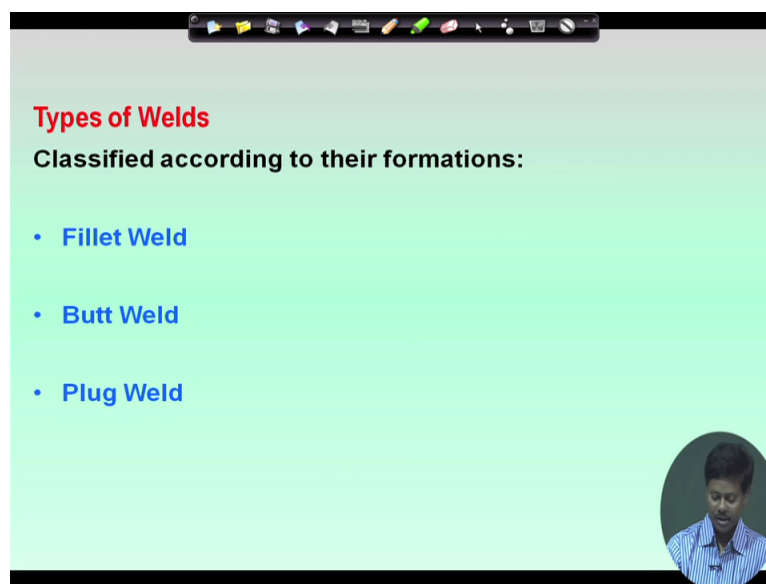 Types of Welds
Classified according to their formations:
• Fillet Weld
• Butt Weld
• Plug Weld